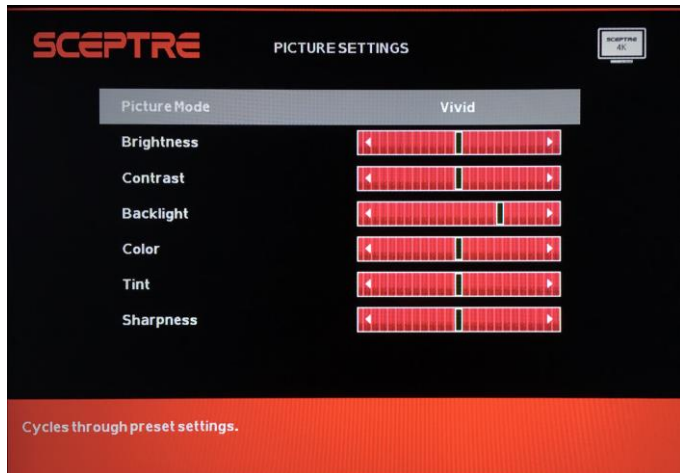 SCEPTRE
PICTURE SETTINGS
SCEPTRE
4K
Picture Mode Vivid
Brightness
Contrast
Backlight
Color
Tint
Sharpness
Cycles through preset settings.